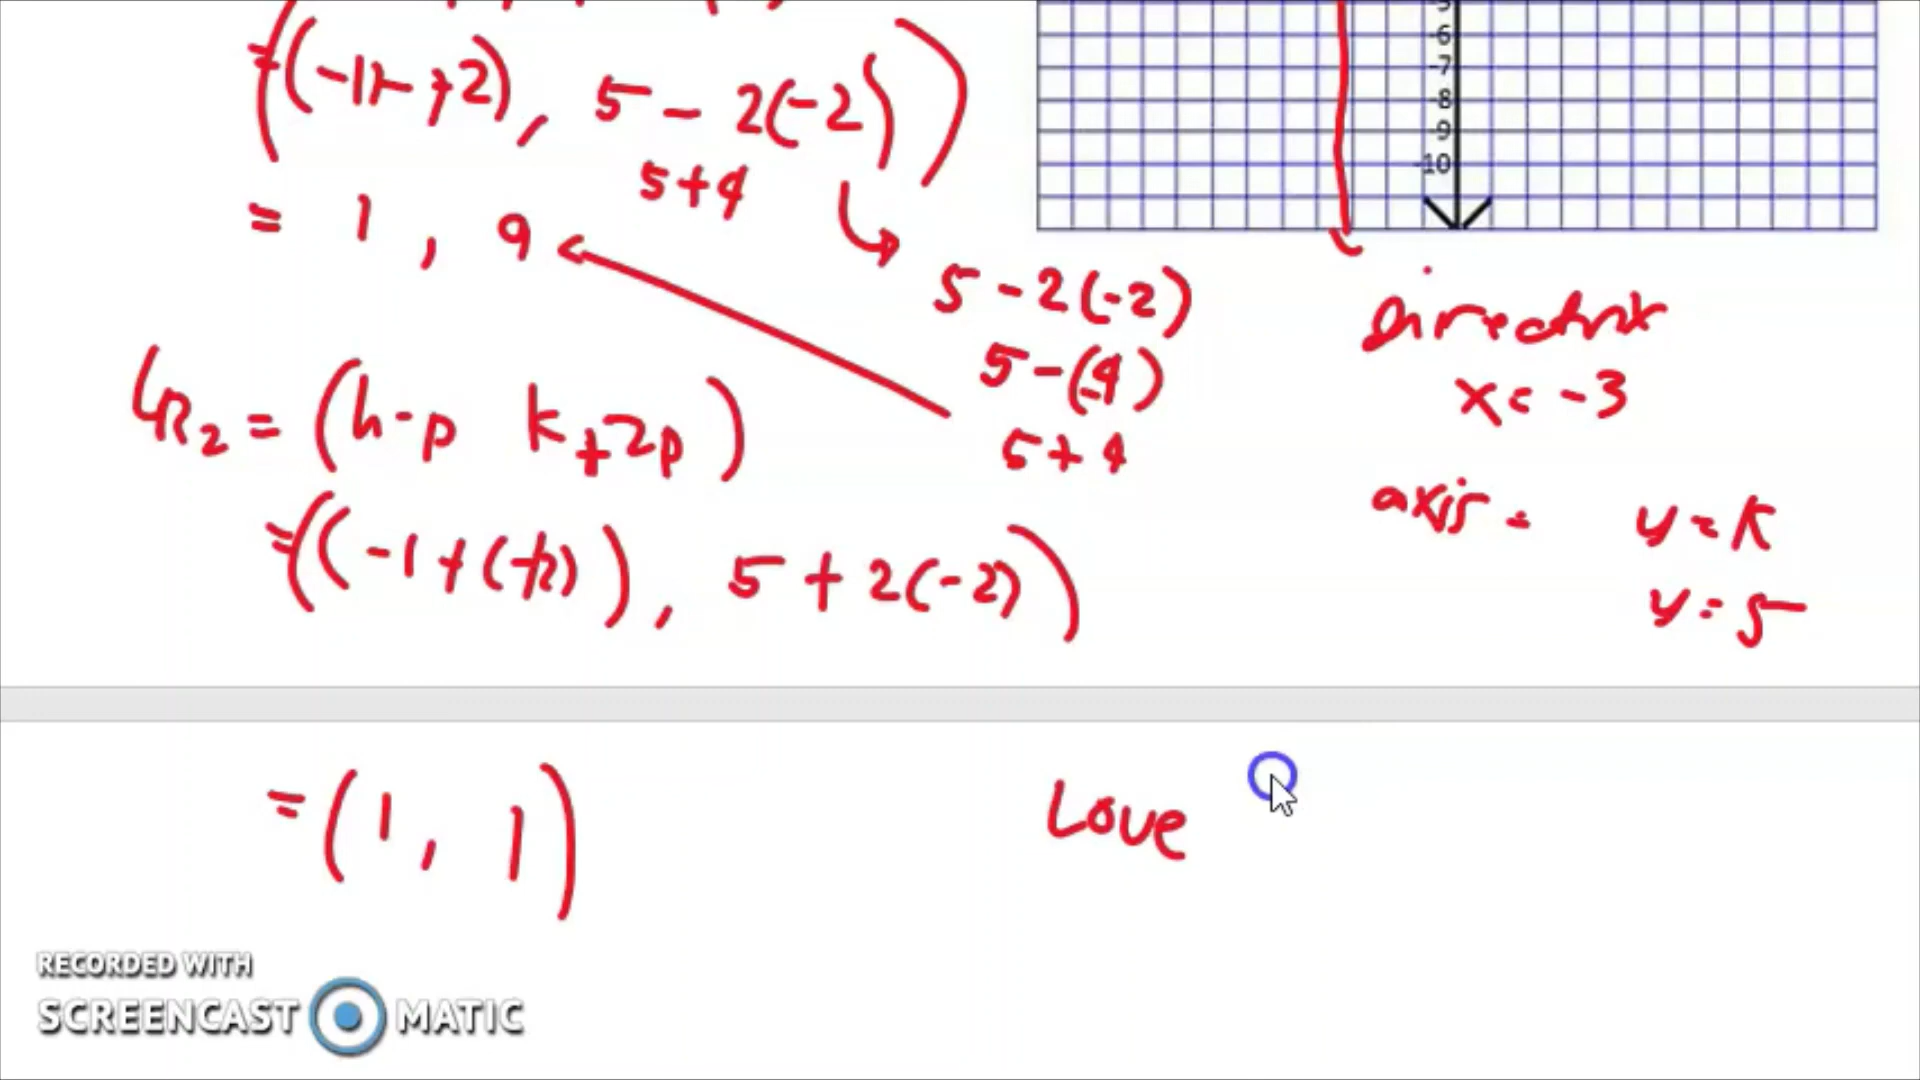 =((-1+ +2), 5-2(-2))
5+4
= 1, 9
5-2(-2)
5-(4)
5+4
LR2 = (h-p k+2p)
=((-1+(+2)), 5+2(-2))
=(1, 1)
-6
-7
-8
-9
-10
Directrix
x= -3
axis = y=k
y=5
Love
RECORDED WITH
SCREENCAST MATIC